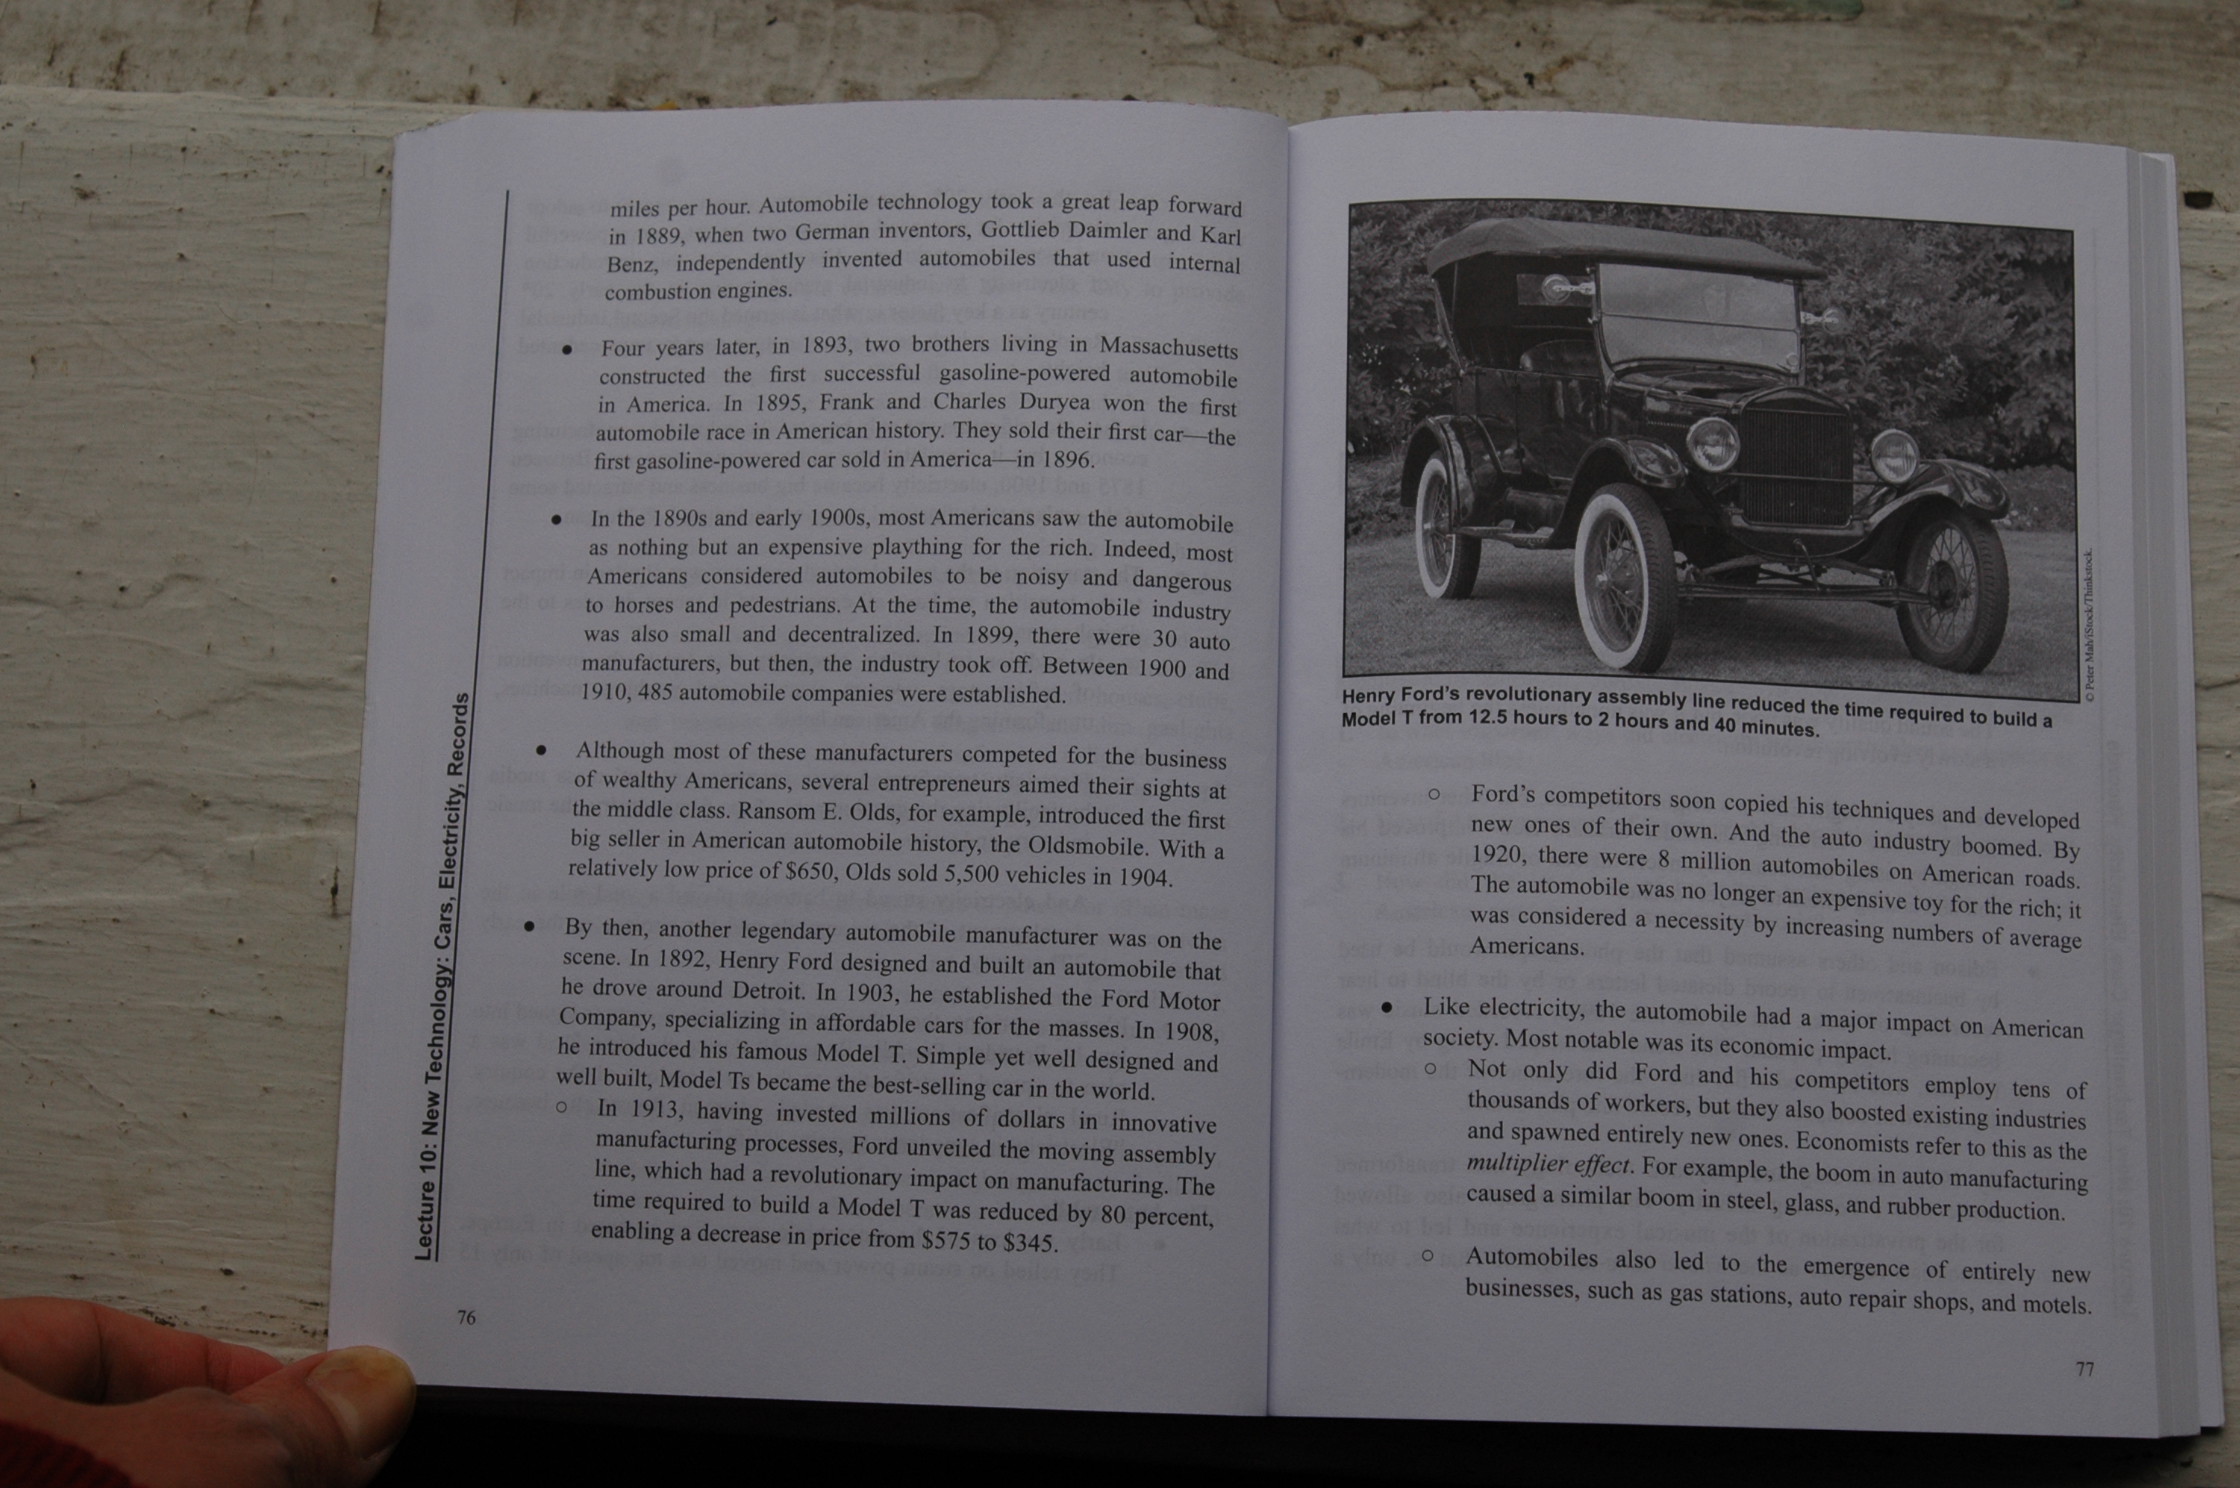 miles per hour. Automobile technology took a great leap forward
in 1889, when two German inventors, Gottlieb Daimler and Karl
Benz, independently invented automobiles that used internal
combustion engines.
• Four years later, in 1893, two brothers living in Massachusetts
constructed the first successful gasoline-powered automobile
in America. In 1895, Frank and Charles Duryea won the first
automobile race in American history. They sold their first car—the
first gasoline-powered car sold in America—in 1896.
• In the 1890s and early 1900s, most Americans saw the automobile
as nothing but an expensive plaything for the rich. Indeed, most
Americans considered automobiles to be noisy and dangerous
to horses and pedestrians. At the time, the automobile industry
was also small and decentralized. In 1899, there were 30 auto
manufacturers, but then, the industry took off. Between 1900 and
1910, 485 automobile companies were established.
• Although most of these manufacturers competed for the business
of wealthy Americans, several entrepreneurs aimed their sights at
the middle class. Ransom E. Olds, for example, introduced the first
big seller in American automobile history, the Oldsmobile. With a
relatively low price of $650, Olds sold 5,500 vehicles in 1904.
• By then, another legendary automobile manufacturer was on the
scene. In 1892, Henry Ford designed and built an automobile that
he drove around Detroit. In 1903, he established the Ford Motor
Company, specializing in affordable cars for the masses. In 1908,
he introduced his famous Model T. Simple yet well designed and
well built, Model Ts became the best-selling car in the world.
○ In 1913, having invested millions of dollars in innovative
manufacturing processes, Ford unveiled the moving assembly
line, which had a revolutionary impact on manufacturing. The
time required to build a Model T was reduced by 80 percent,
enabling a decrease in price from $575 to $345.
Lecture 10: New Technology: Cars, Electricity, Records
76
© Peter Mah/iStock/Thinkstock.
Henry Ford's revolutionary assembly line reduced the time required to build a
Model T from 12.5 hours to 2 hours and 40 minutes.
○ Ford's competitors soon copied his techniques and developed
new ones of their own. And the auto industry boomed. By
1920, there were 8 million automobiles on American roads.
The automobile was no longer an expensive toy for the rich; it
was considered a necessity by increasing numbers of average
Americans.
• Like electricity, the automobile had a major impact on American
society. Most notable was its economic impact.
○ Not only did Ford and his competitors employ tens of
thousands of workers, but they also boosted existing industries
and spawned entirely new ones. Economists refer to this as the
multiplier effect. For example, the boom in auto manufacturing
caused a similar boom in steel, glass, and rubber production.
○ Automobiles also led to the emergence of entirely new
businesses, such as gas stations, auto repair shops, and motels.
77